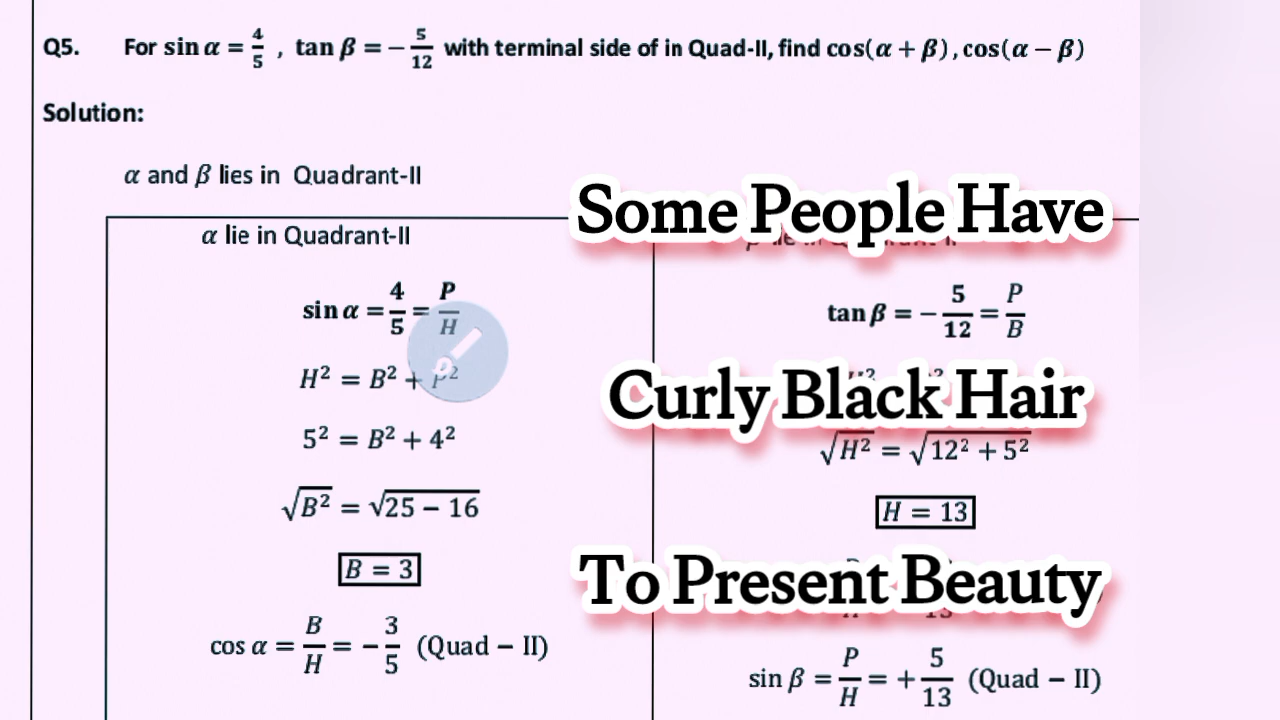 Q5. For sin α = 4/5 , tan β = − 5/12 with terminal side of in Quad-II, find cos(α + β), cos(α − β)
Solution:
α and β lies in Quadrant-II
α lie in Quadrant-II
sin α = 4/5 = P/H
H² = B² + P²
5² = B² + 4²
√B² = √25 − 16
B = 3
cos α = B/H = − 3/5 (Quad − II)
Some People Have
tan β = − 5/12 = P/B
Curly Black Hair
√H² = √12² + 5²
H = 13
To Present Beauty
sin β = P/H = + 5/13 (Quad − II)